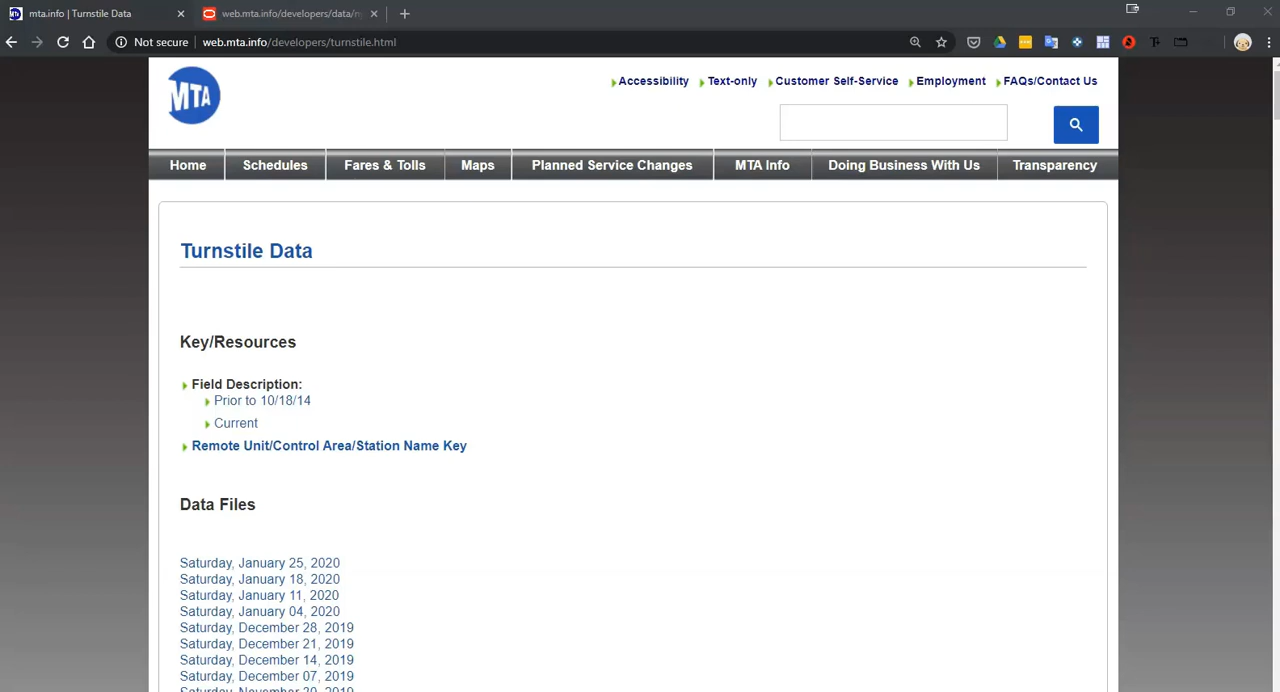 mta.info | Turnstile Data
web.mta.info/developers/data/n
Not secure
web.mta.info/developers/turnstile.html
MTA
Accessibility
Text-only
Customer Self-Service
Employment
FAQs/Contact Us
Home
Schedules
Fares & Tolls
Maps
Planned Service Changes
MTA Info
Doing Business With Us
Transparency
Turnstile Data
Key/Resources
Field Description:
Prior to 10/18/14
Current
Remote Unit/Control Area/Station Name Key
Data Files
Saturday, January 25, 2020
Saturday, January 18, 2020
Saturday, January 11, 2020
Saturday, January 04, 2020
Saturday, December 28, 2019
Saturday, December 21, 2019
Saturday, December 14, 2019
Saturday, December 07, 2019